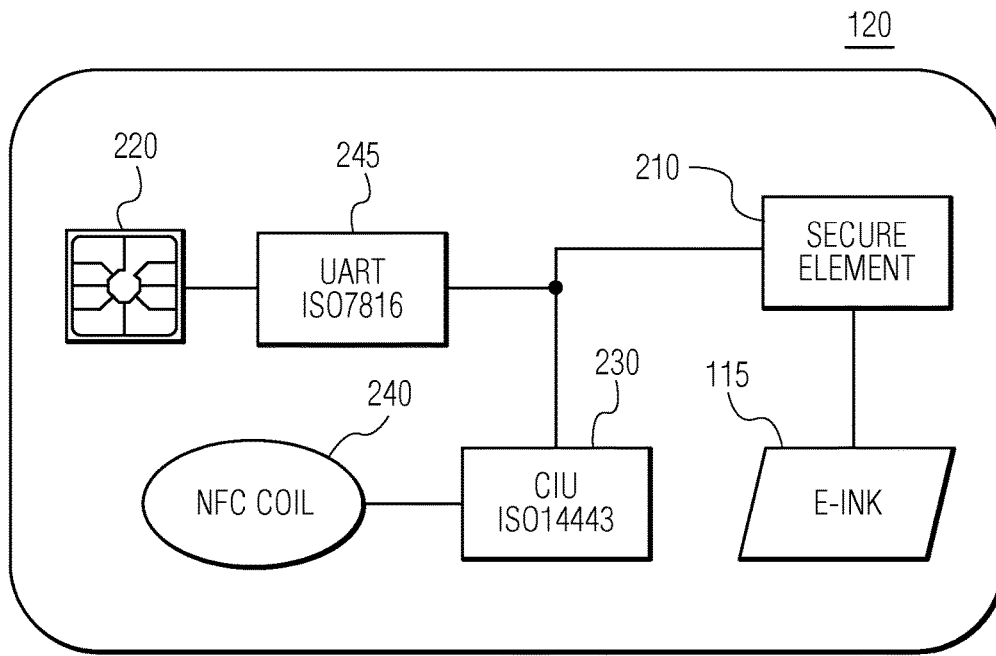 120
220
245
210
UART
ISO7816
SECURE
ELEMENT
240
230
115
NFC COIL
CIU
ISO14443
E-INK